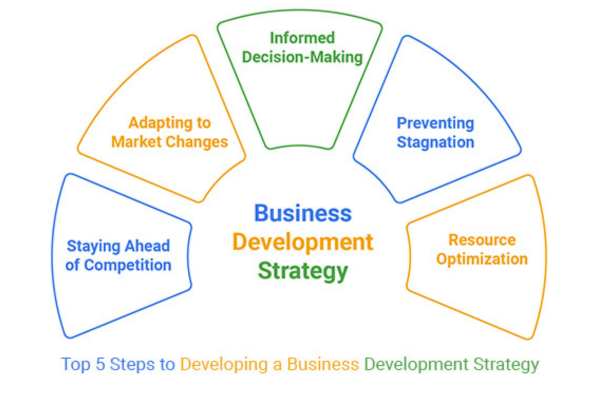 Informed
Decision-Making
Adapting to
Market Changes
Preventing
Stagnation
Staying Ahead
of Competition
Resource
Optimization
Business
Development
Strategy
Top 5 Steps to Developing a Business Development Strategy